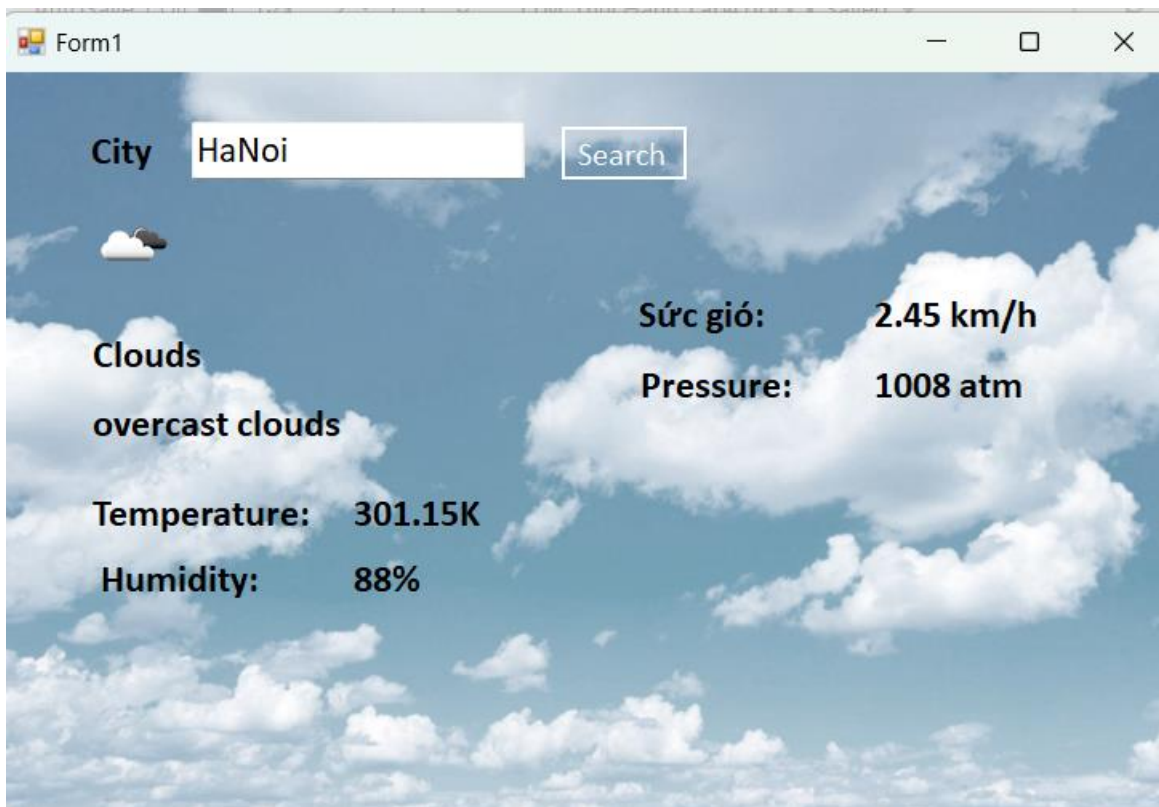 Form1
City HaNoi Search
Sức gió: 2.45 km/h
Clouds
Pressure: 1008 atm
overcast clouds
Temperature: 301.15K
Humidity: 88%